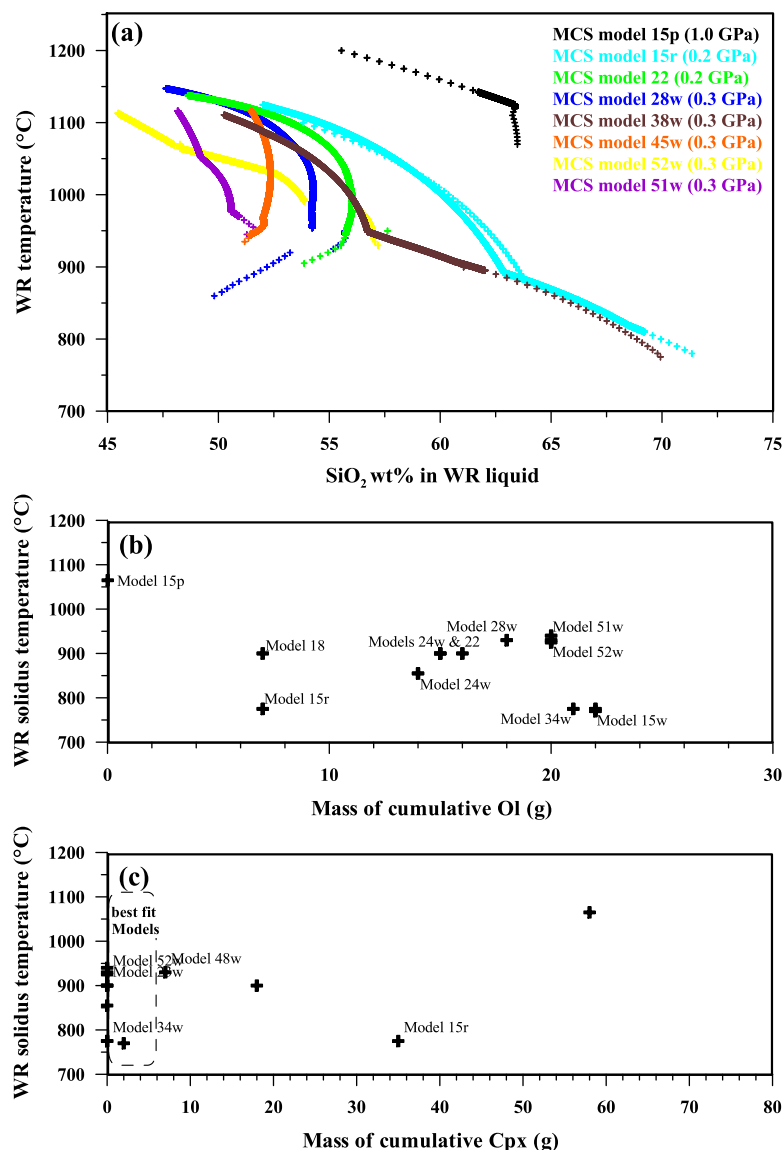 (a)
MCS model 15p (1.0 GPa)
MCS model 15r (0.2 GPa)
MCS model 22 (0.2 GPa)
MCS model 28w (0.3 GPa)
MCS model 38w (0.3 GPa)
MCS model 45w (0.3 GPa)
MCS model 52w (0.3 GPa)
MCS model 51w (0.3 GPa)
WR temperature (°C)
1200
1100
1000
900
800
700
45
50
55
60
65
70
75
SiO₂ wt% in WR liquid
(b)
WR solidus temperature (°C)
1200
1100
1000
900
800
700
Model 15p
Model 18
Model 15r
Models 24w & 22
Model 24w
Model 28w
Model 51w
Model 52w
Model 34w
Model 15w
0
10
20
30
Mass of cumulative Ol (g)
(c)
WR solidus temperature (°C)
1200
1100
1000
900
800
700
best fit
Models
Model 52w
Model 48w
Model 34w
Model 15r
0
10
20
30
40
50
60
70
80
Mass of cumulative Cpx (g)